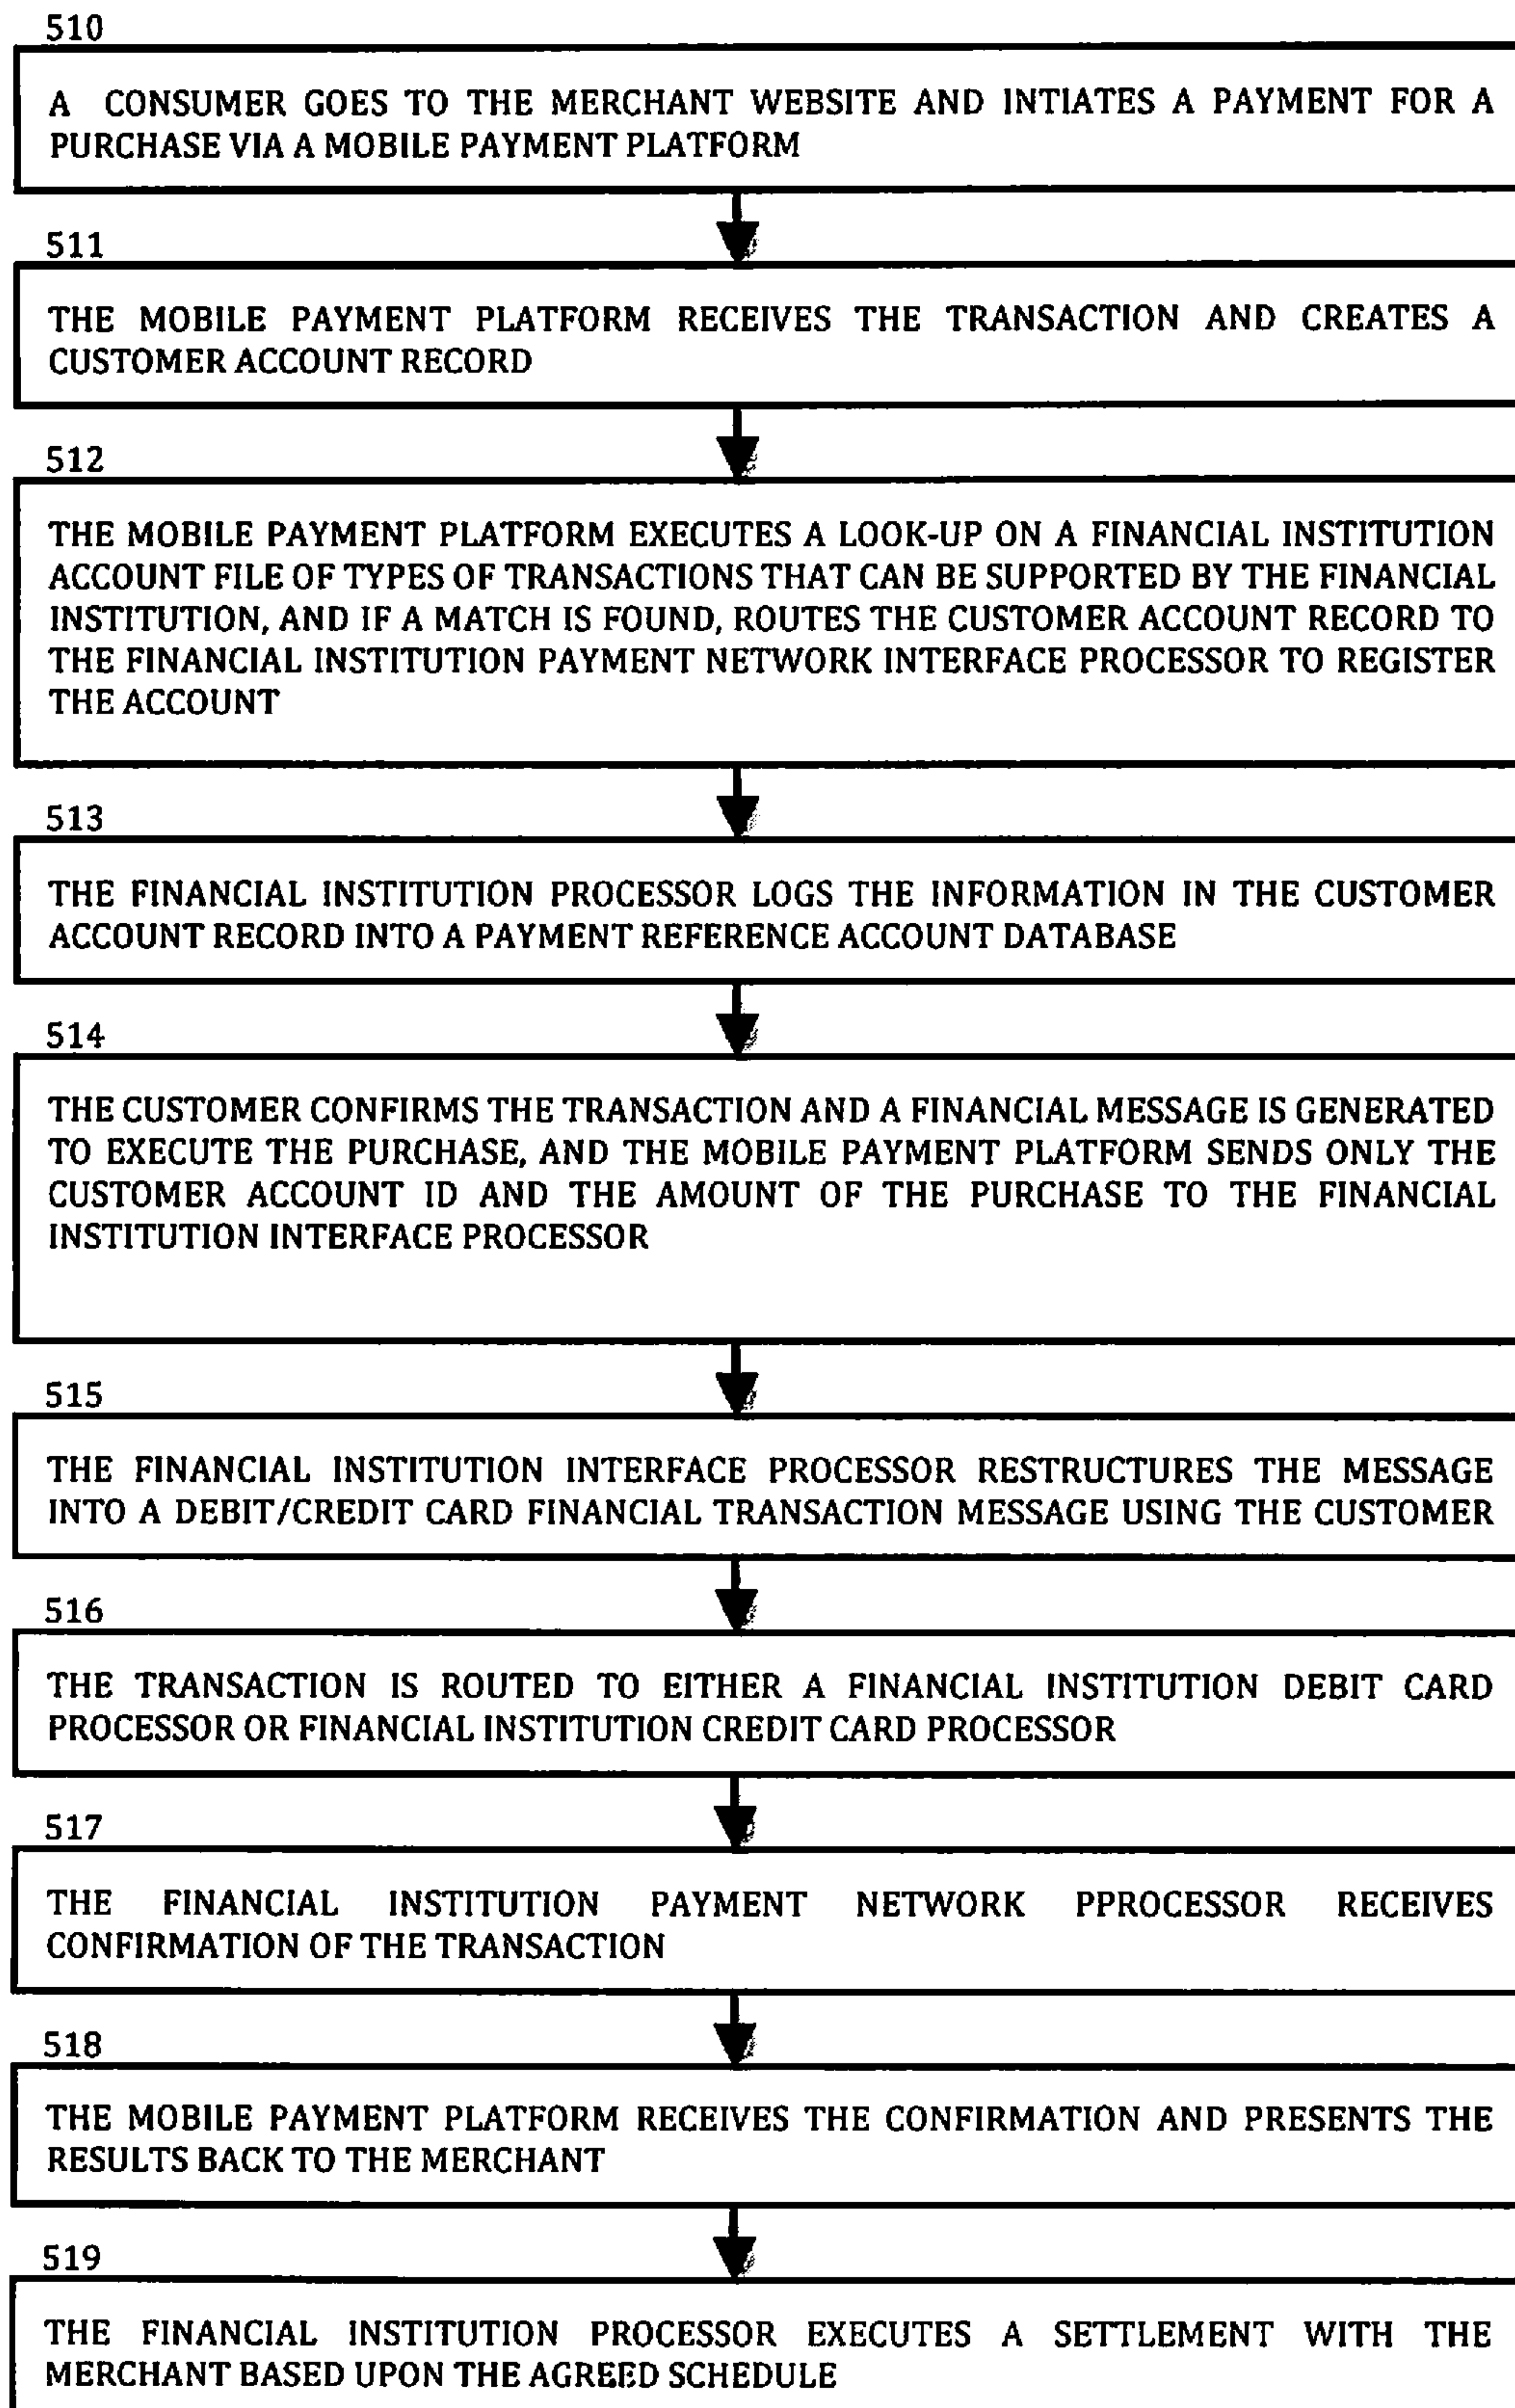 510
A CONSUMER GOES TO THE MERCHANT WEBSITE AND INTIATES A PAYMENT FOR A
PURCHASE VIA A MOBILE PAYMENT PLATFORM
511
THE MOBILE PAYMENT PLATFORM RECEIVES THE TRANSACTION AND CREATES A
CUSTOMER ACCOUNT RECORD
512
THE MOBILE PAYMENT PLATFORM EXECUTES A LOOK-UP ON A FINANCIAL INSTITUTION
ACCOUNT FILE OF TYPES OF TRANSACTIONS THAT CAN BE SUPPORTED BY THE FINANCIAL
INSTITUTION, AND IF A MATCH IS FOUND, ROUTES THE CUSTOMER ACCOUNT RECORD TO
THE FINANCIAL INSTITUTION PAYMENT NETWORK INTERFACE PROCESSOR TO REGISTER
THE ACCOUNT
513
THE FINANCIAL INSTITUTION PROCESSOR LOGS THE INFORMATION IN THE CUSTOMER
ACCOUNT RECORD INTO A PAYMENT REFERENCE ACCOUNT DATABASE
514
THE CUSTOMER CONFIRMS THE TRANSACTION AND A FINANCIAL MESSAGE IS GENERATED
TO EXECUTE THE PURCHASE, AND THE MOBILE PAYMENT PLATFORM SENDS ONLY THE
CUSTOMER ACCOUNT ID AND THE AMOUNT OF THE PURCHASE TO THE FINANCIAL
INSTITUTION INTERFACE PROCESSOR
515
THE FINANCIAL INSTITUTION INTERFACE PROCESSOR RESTRUCTURES THE MESSAGE
INTO A DEBIT/CREDIT CARD FINANCIAL TRANSACTION MESSAGE USING THE CUSTOMER
516
THE TRANSACTION IS ROUTED TO EITHER A FINANCIAL INSTITUTION DEBIT CARD
PROCESSOR OR FINANCIAL INSTITUTION CREDIT CARD PROCESSOR
517
THE FINANCIAL INSTITUTION PAYMENT NETWORK PPROCESSOR RECEIVES
CONFIRMATION OF THE TRANSACTION
518
THE MOBILE PAYMENT PLATFORM RECEIVES THE CONFIRMATION AND PRESENTS THE
RESULTS BACK TO THE MERCHANT
519
THE FINANCIAL INSTITUTION PROCESSOR EXECUTES A SETTLEMENT WITH THE
MERCHANT BASED UPON THE AGREED SCHEDULE